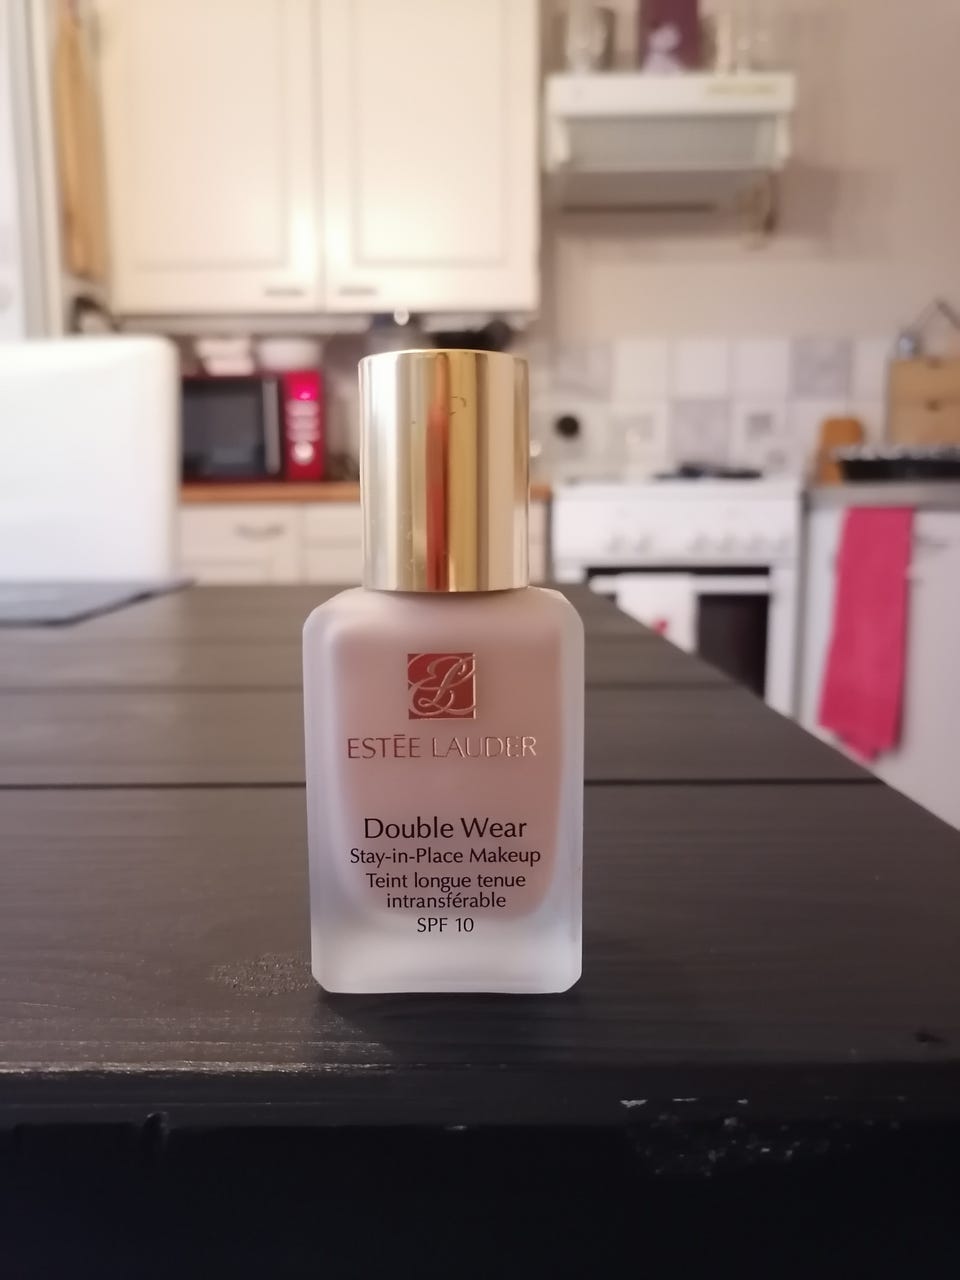 ESTĒE LAUDER
Double Wear
Stay-in-Place Makeup
Teint longue tenue
intransférable
SPF 10